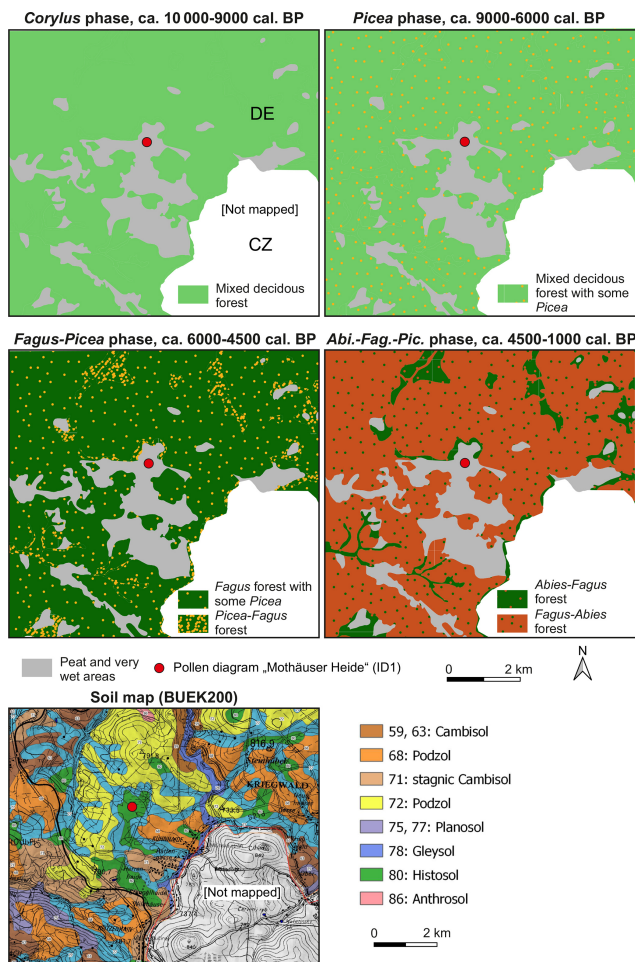 Corylus phase, ca. 10 000-9000 cal. BP
DE
[Not mapped]
CZ
Mixed decidous
forest
Picea phase, ca. 9000-6000 cal. BP
Mixed decidous
forest with some
Picea
Fagus-Picea phase, ca. 6000-4500 cal. BP
Fagus forest with
some Picea
Picea-Fagus
forest
Abi.-Fag.-Pic. phase, ca. 4500-1000 cal. BP
Abies-Fagus
forest
Fagus-Abies
forest
Peat and very
wet areas
Pollen diagram „Mothäuser Heide“ (ID1)
0 2 km
N
Soil map (BUEK200)
KRIEGWALD
[Not mapped]
59, 63: Cambisol
68: Podzol
71: stagnic Cambisol
72: Podzol
75, 77: Planosol
78: Gleysol
80: Histosol
86: Anthrosol
0 2 km